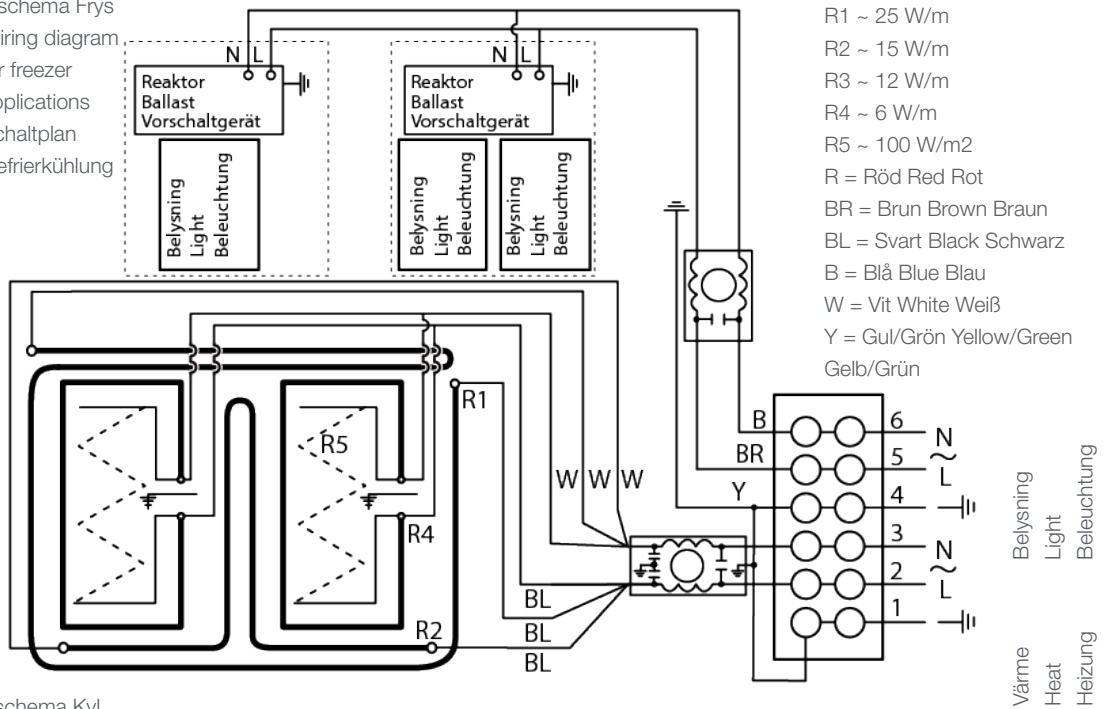 schema Frys
iring diagram
r freezer
pplications
chaltplan
efrierkühlung
N L
Reaktor
Ballast
Vorschaltgerät
Belysning
Light
Beleuchtung
N L
Reaktor
Ballast
Vorschaltgerät
Belysning
Light
Beleuchtung
Belysning
Light
Beleuchtung
R1 ~ 25 W/m
R2 ~ 15 W/m
R3 ~ 12 W/m
R4 ~ 6 W/m
R5 ~ 100 W/m2
R = Röd Red Rot
BR = Brun Brown Braun
BL = Svart Black Schwarz
B = Blå Blue Blau
W = Vit White Weiß
Y = Gul/Grön Yellow/Green
Gelb/Grün
R1
R5
R4
R2
W W W
BL
BL
BL
B
BR
Y
6
5
4
3
2
1
N
~
L
N
~
L
Belysning
Light
Beleuchtung
Värme
Heat
Heizung
schema Kyl